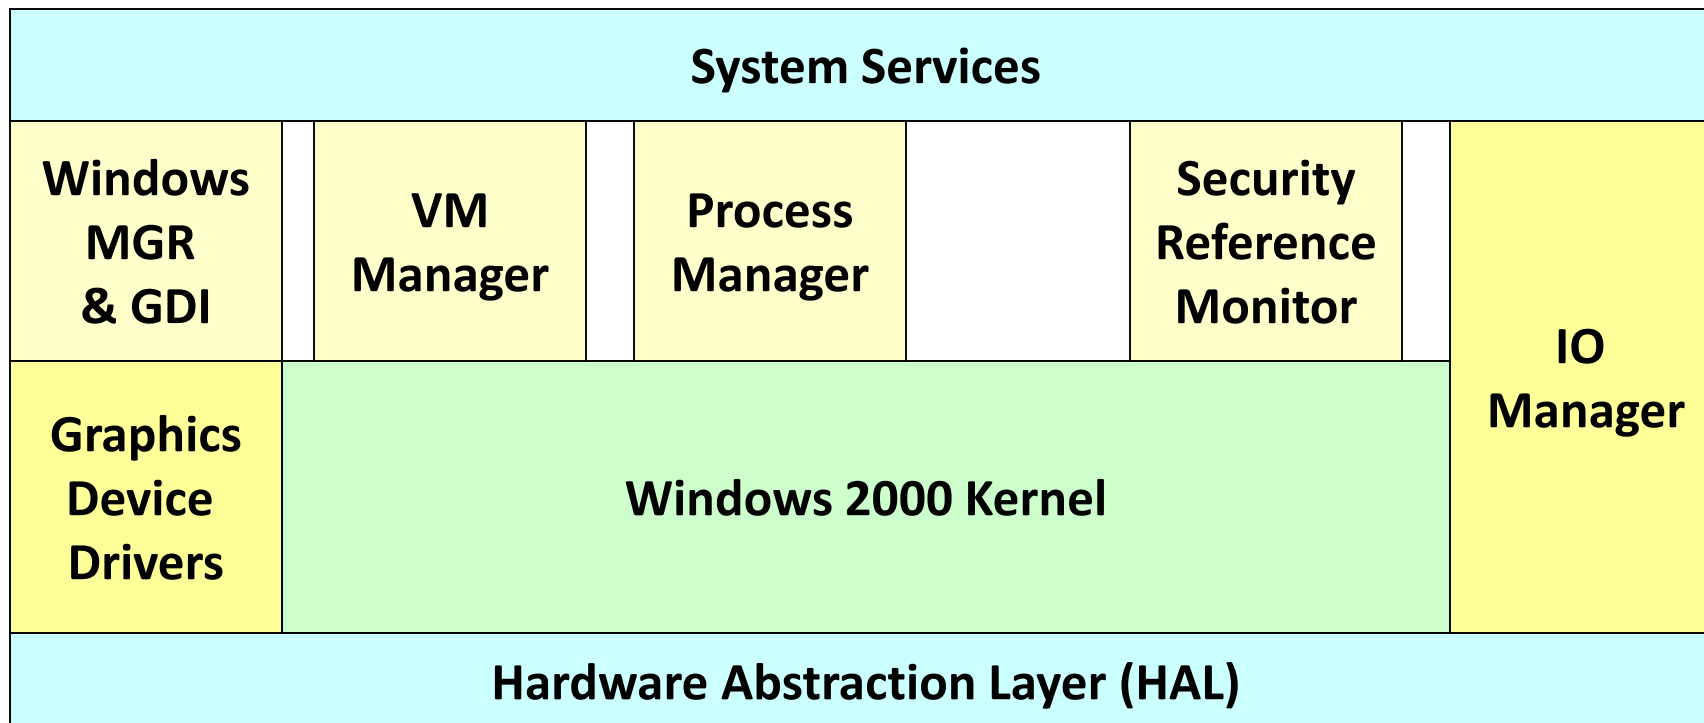 System Services
Windows
MGR
& GDI
VM
Manager
Process
Manager
Security
Reference
Monitor
IO
Manager
Graphics
Device
Drivers
Windows 2000 Kernel
Hardware Abstraction Layer (HAL)